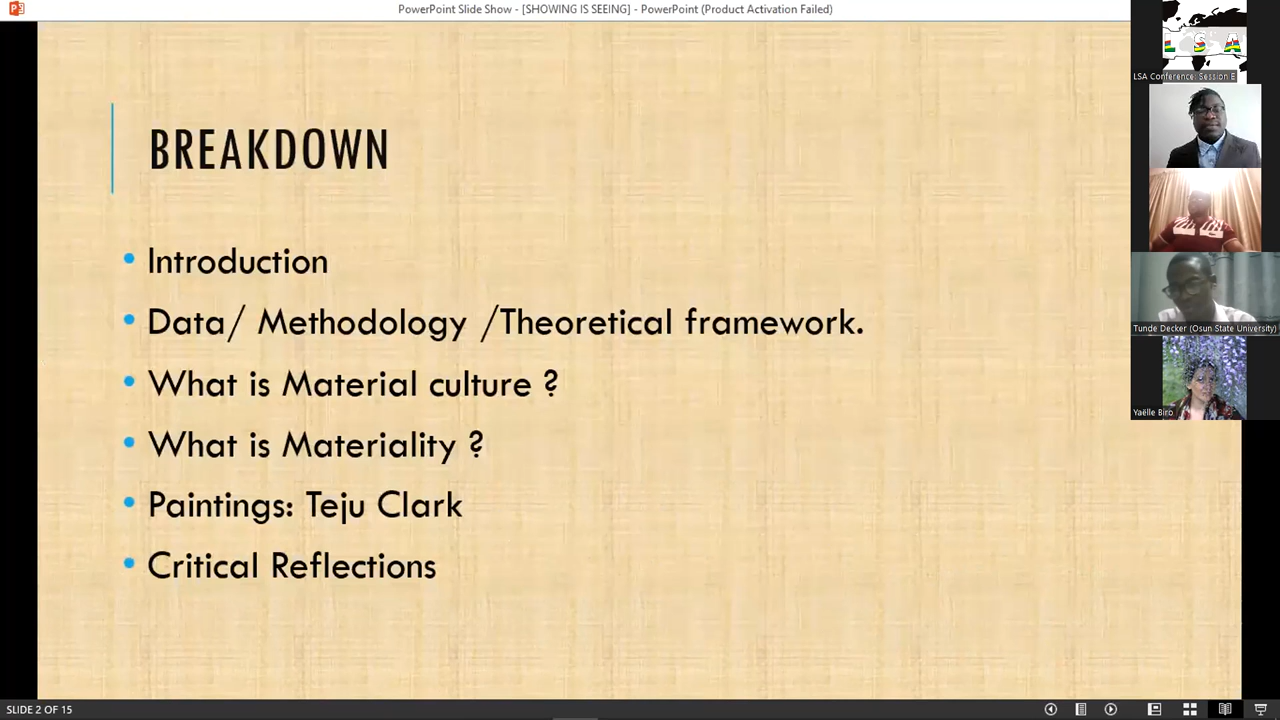 PowerPoint Slide Show - [SHOWING IS SEEING] - PowerPoint (Product Activation Failed)
BREAKDOWN
• Introduction
• Data/ Methodology /Theoretical framework.
• What is Material culture ?
• What is Materiality ?
• Paintings: Teju Clark
• Critical Reflections
L S A
LSA Conference: Session E
Tunde Decker (Osun State University)
Yaëlle Biro
SLIDE 2 OF 15